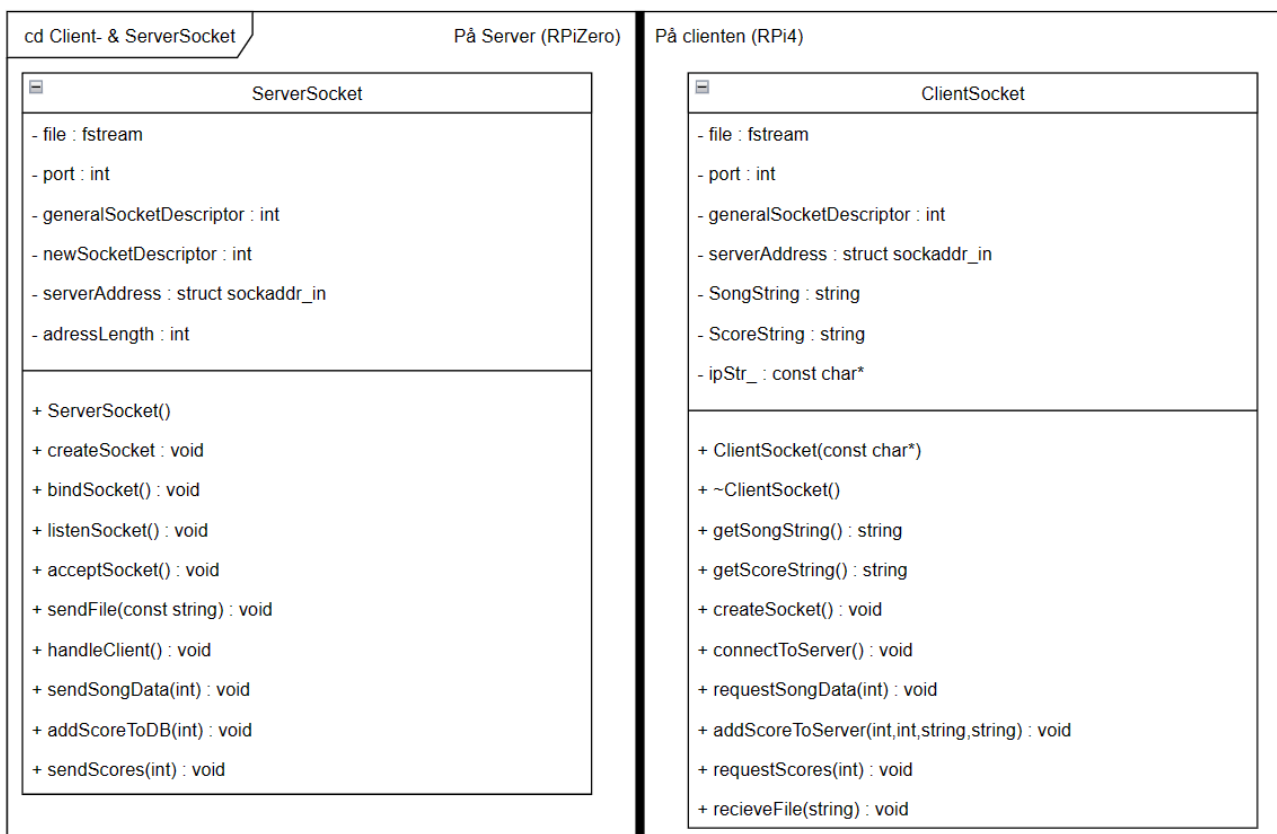 cd Client- & ServerSocket
På Server (RPiZero)
ServerSocket
- file : fstream
- port : int
- generalSocketDescriptor : int
- newSocketDescriptor : int
- serverAddress : struct sockaddr_in
- adressLength : int
+ ServerSocket()
+ createSocket : void
+ bindSocket() : void
+ listenSocket() : void
+ acceptSocket() : void
+ sendFile(const string) : void
+ handleClient() : void
+ sendSongData(int) : void
+ addScoreToDB(int) : void
+ sendScores(int) : void
På clienten (RPi4)
ClientSocket
- file : fstream
- port : int
- generalSocketDescriptor : int
- serverAddress : struct sockaddr_in
- SongString : string
- ScoreString : string
- ipStr_ : const char*
+ ClientSocket(const char*)
+ ~ClientSocket()
+ getSongString() : string
+ getScoreString() : string
+ createSocket() : void
+ connectToServer() : void
+ requestSongData(int) : void
+ addScoreToServer(int,int,string,string) : void
+ requestScores(int) : void
+ recieveFile(string) : void